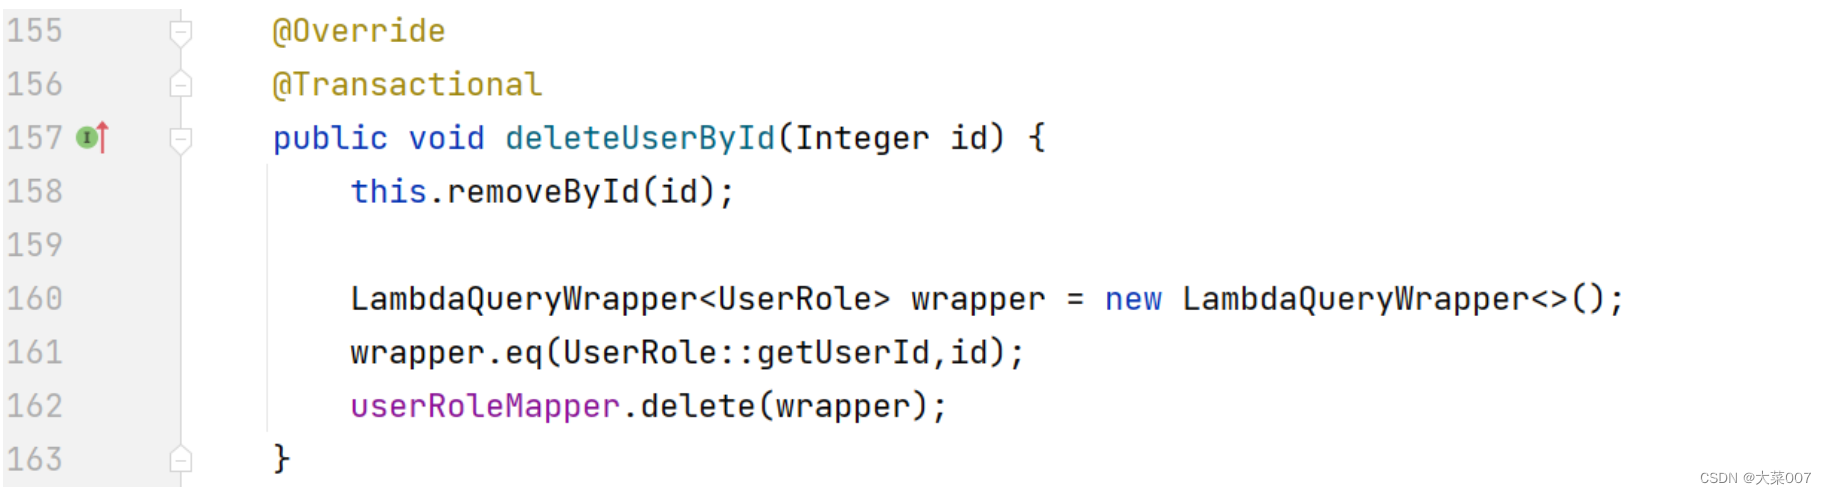 155 @Override
156 @Transactional
157 public void deleteUserById(Integer id) {
158 this.removeById(id);
159
160 LambdaQueryWrapper<UserRole> wrapper = new LambdaQueryWrapper<>();
161 wrapper.eq(UserRole::getUserId,id);
162 userRoleMapper.delete(wrapper);
163 }
CSDN @大菜007